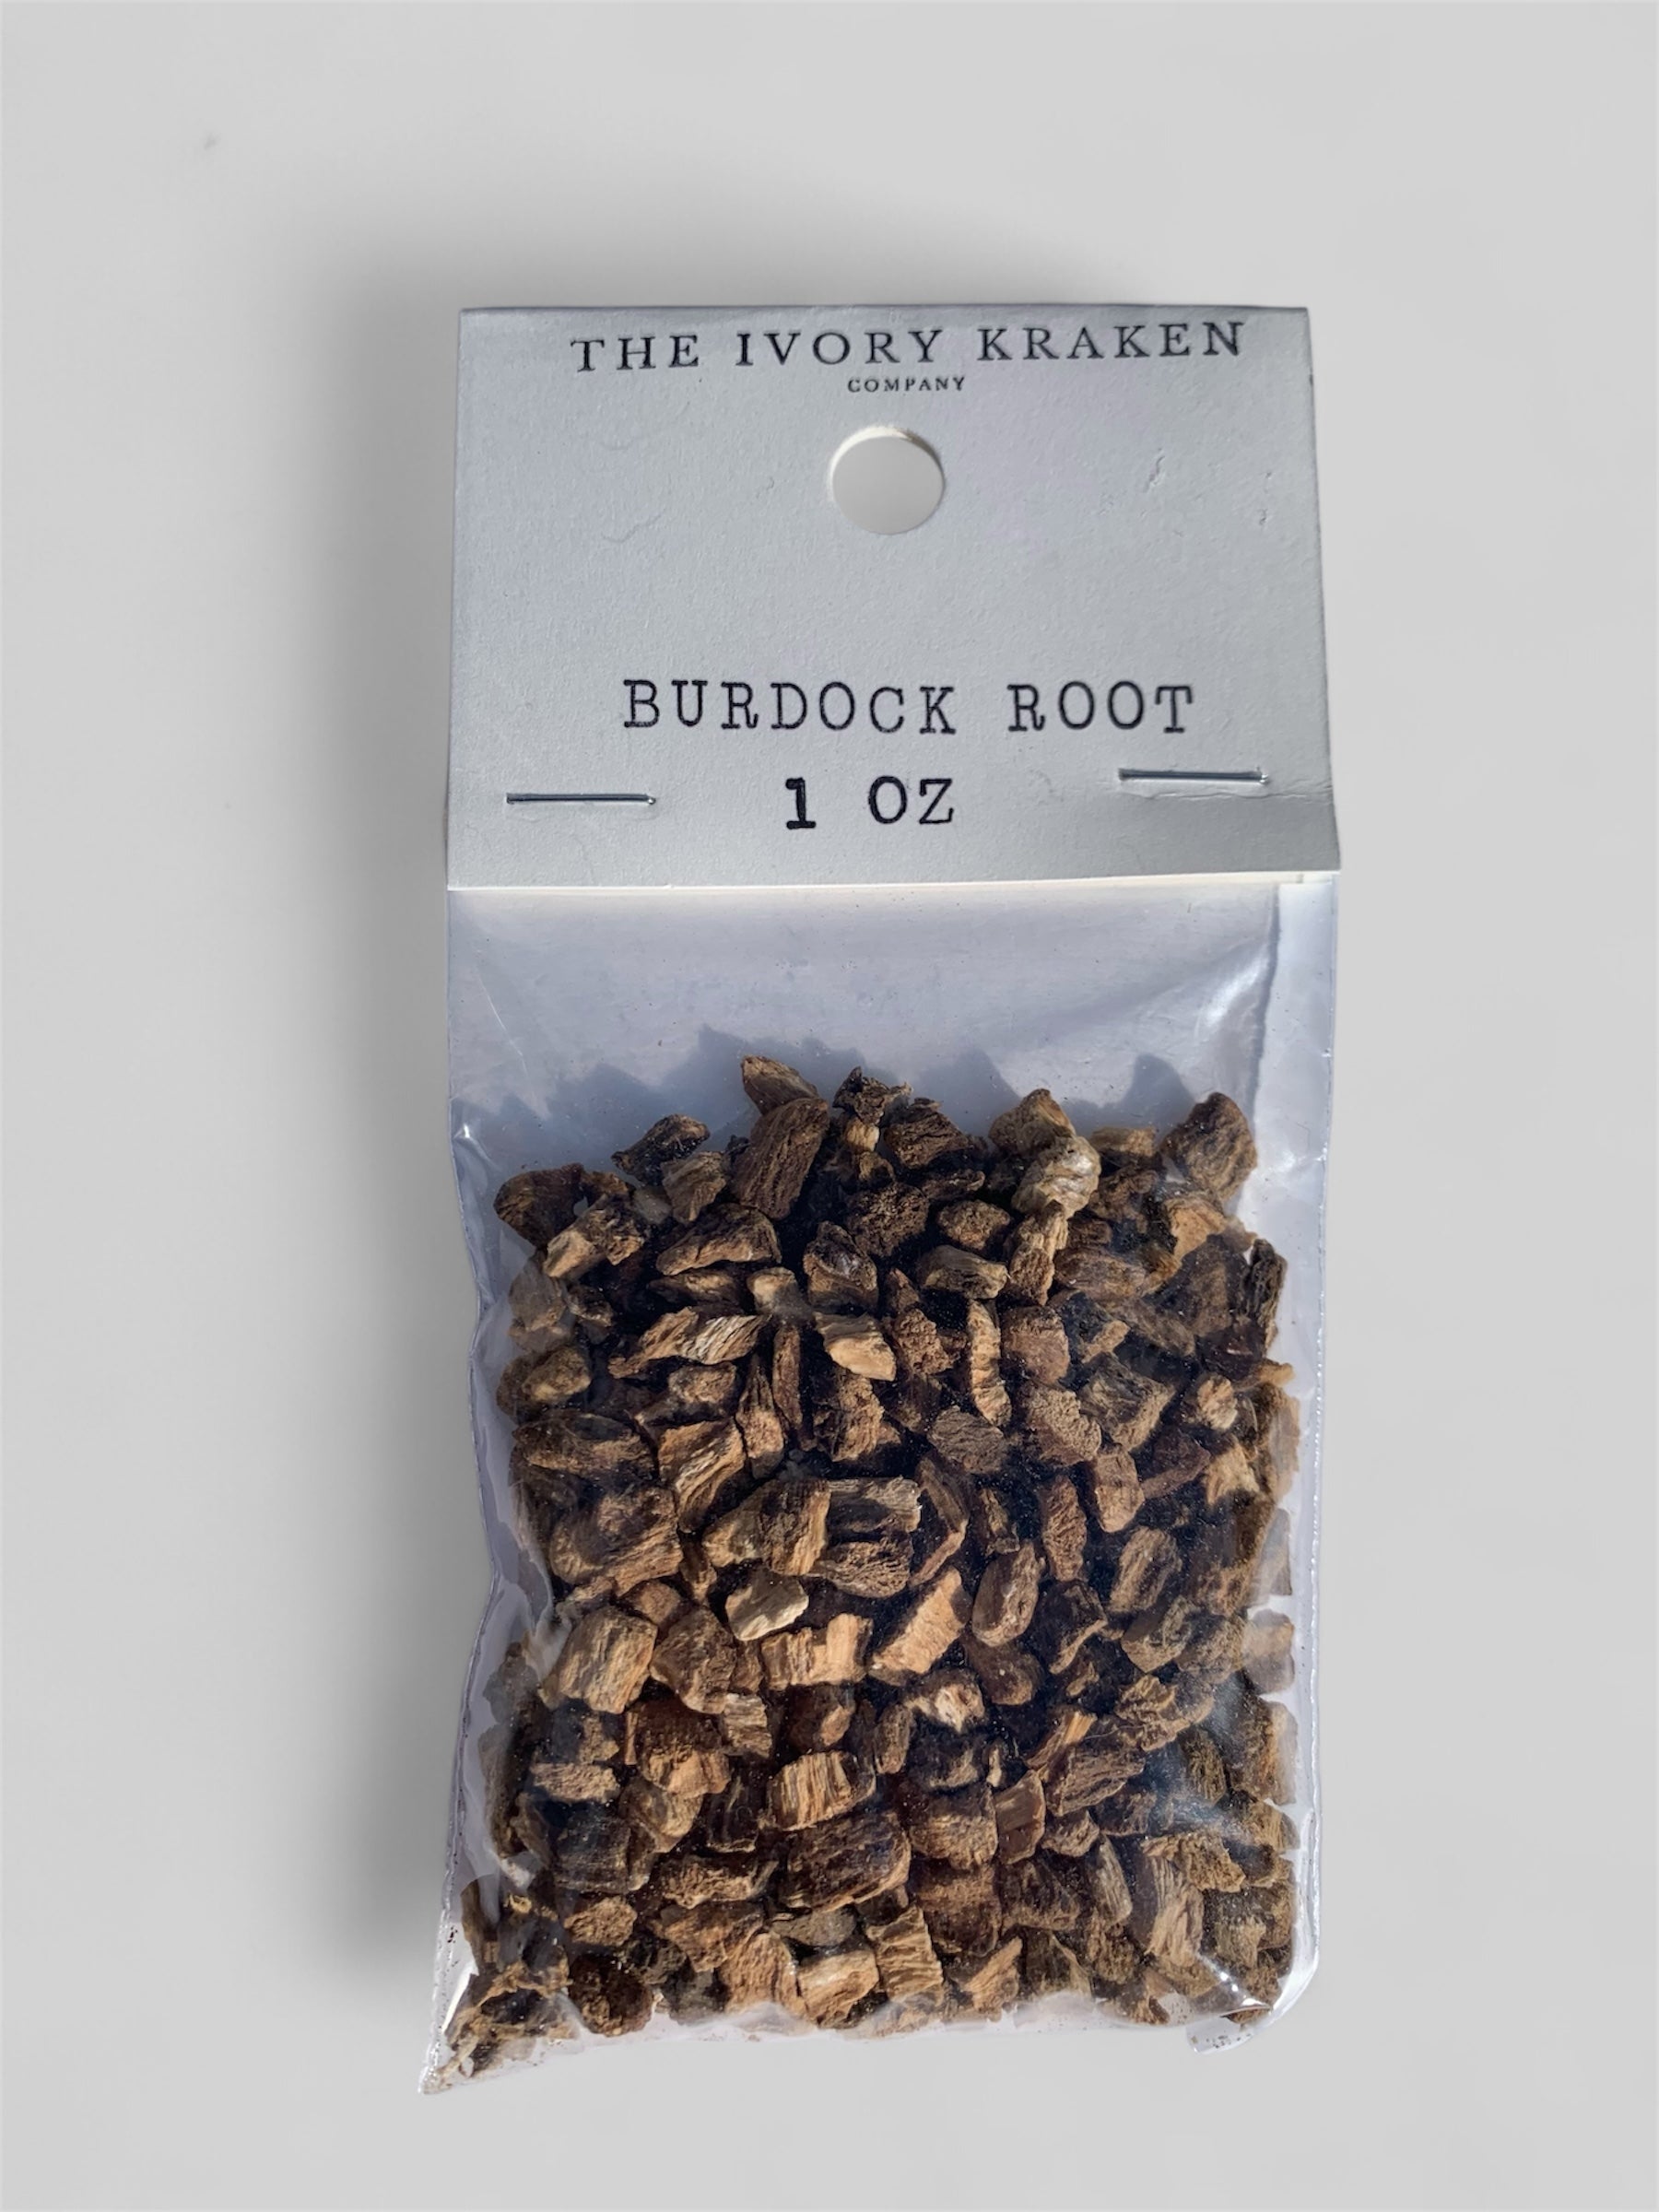 THE IVORY KRAKEN
COMPANY
BURDOCK ROOT
1 OZ